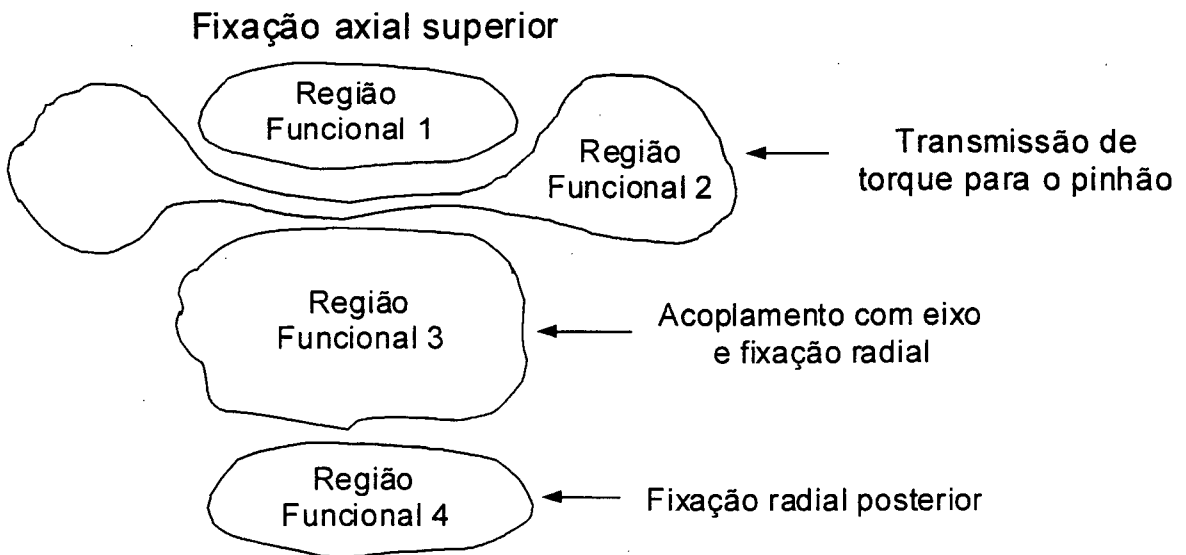 Fixação axial superior
Região
Funcional 1
Região
Funcional 2
Transmissão de
torque para o pinhão
Região
Funcional 3
Acoplamento com eixo
e fixação radial
Região
Funcional 4
Fixação radial posterior